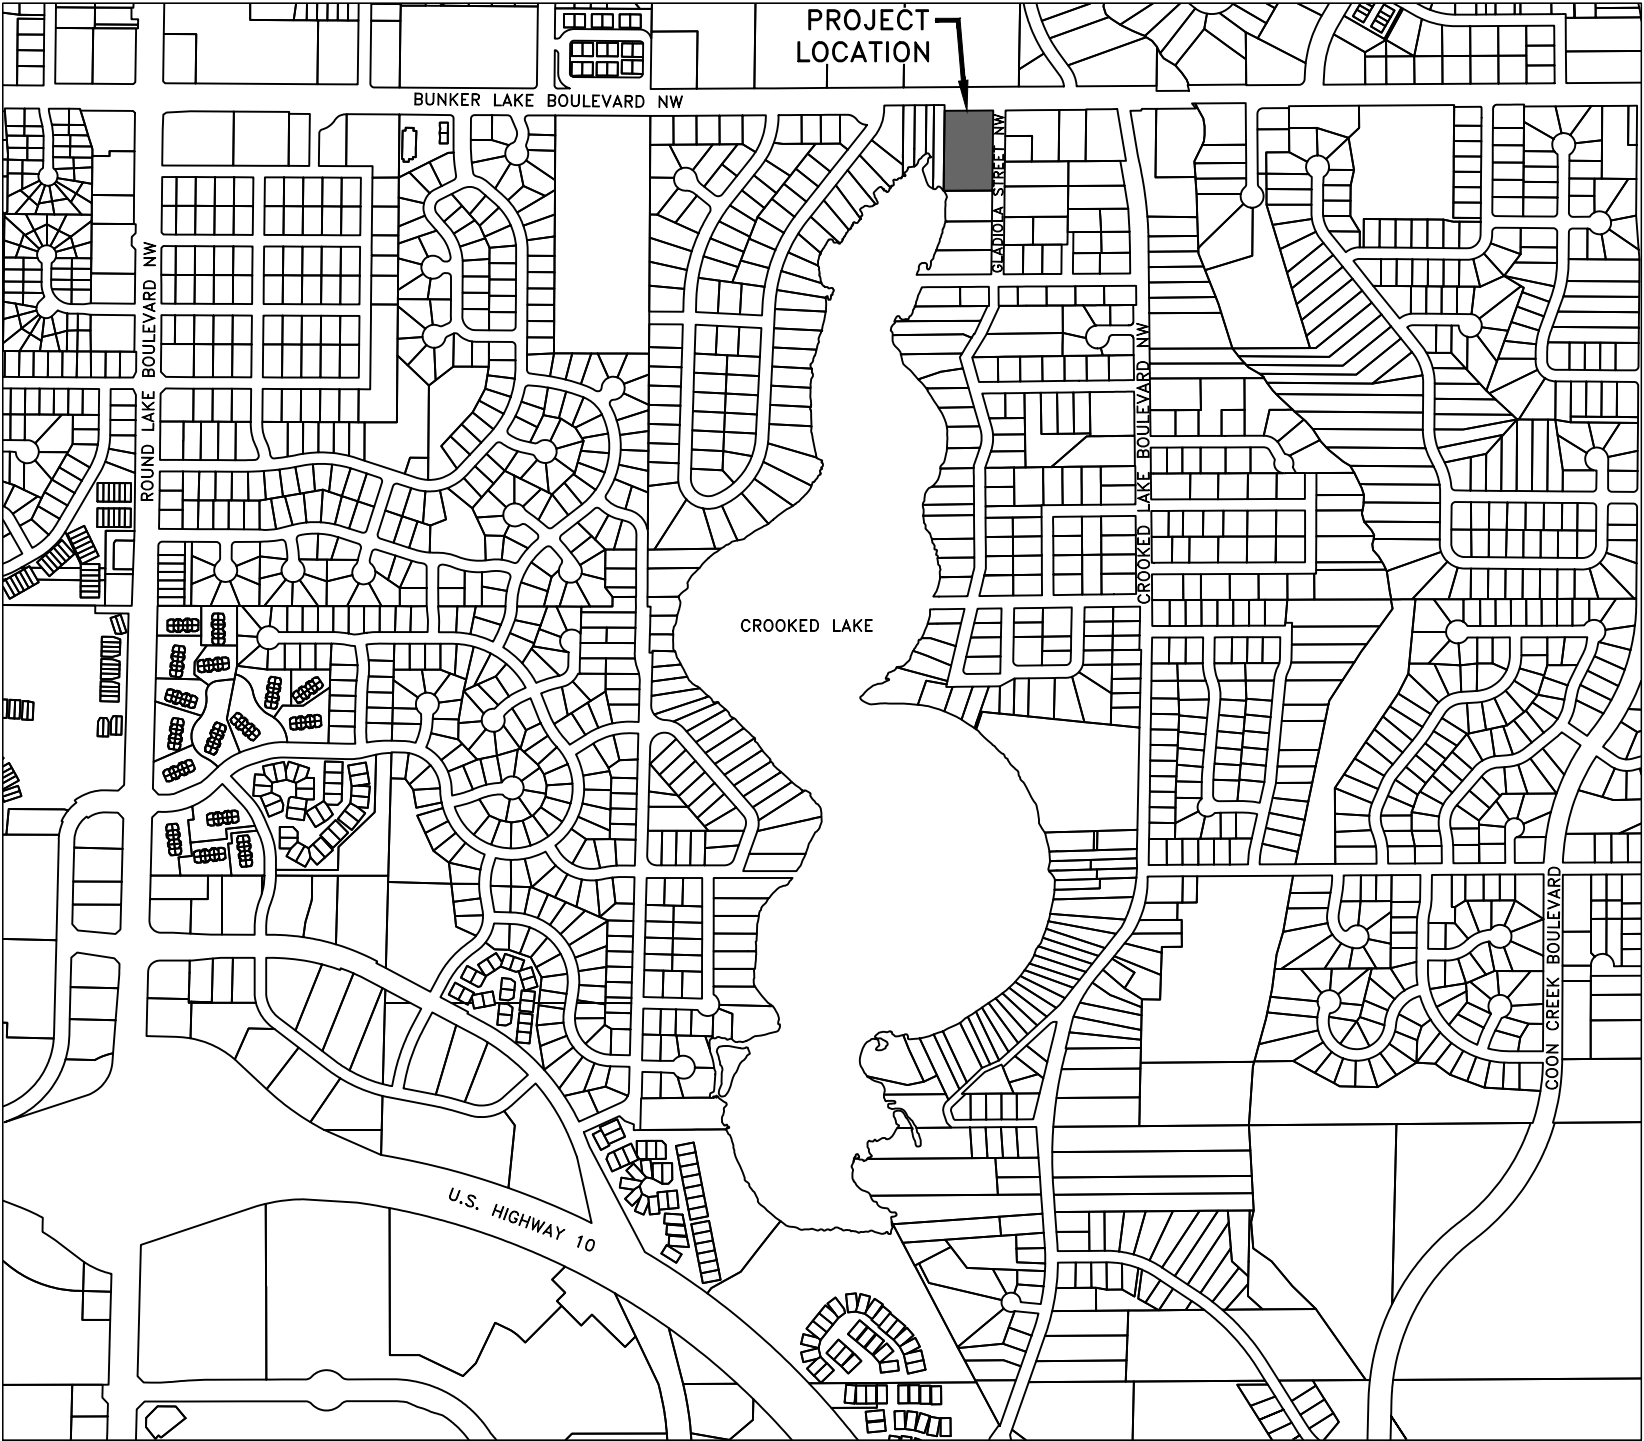 PROJECT
LOCATION
BUNKER LAKE BOULEVARD NW
GLADIOLA STREET NW
ROUND LAKE BOULEVARD NW
CROOKED LAKE BOULEVARD NW
CROOKED LAKE
COON CREEK BOULEVARD
U.S. HIGHWAY 10